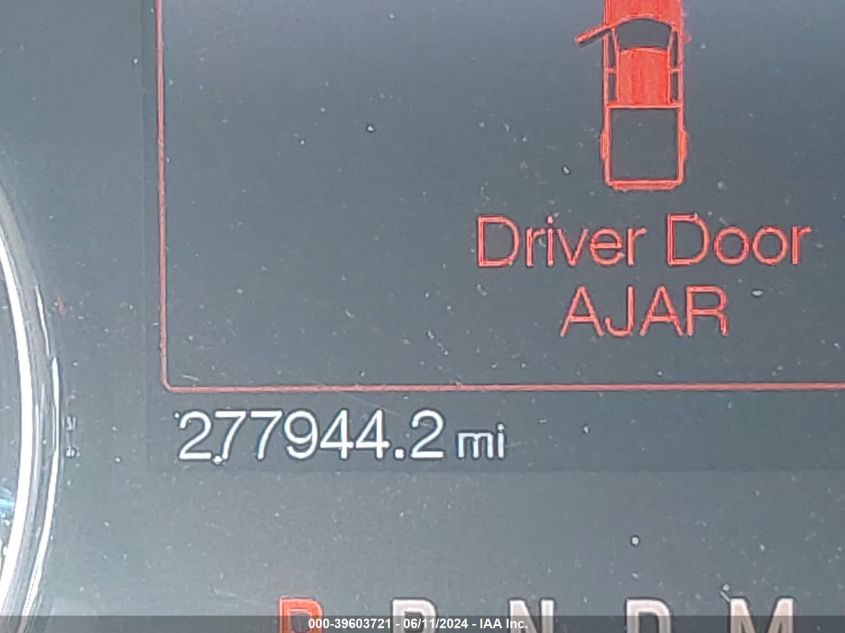 Driver Door
AJAR
277944.2 mi
P R N D M
000-39603721 - 06/11/2024 - IAA Inc.